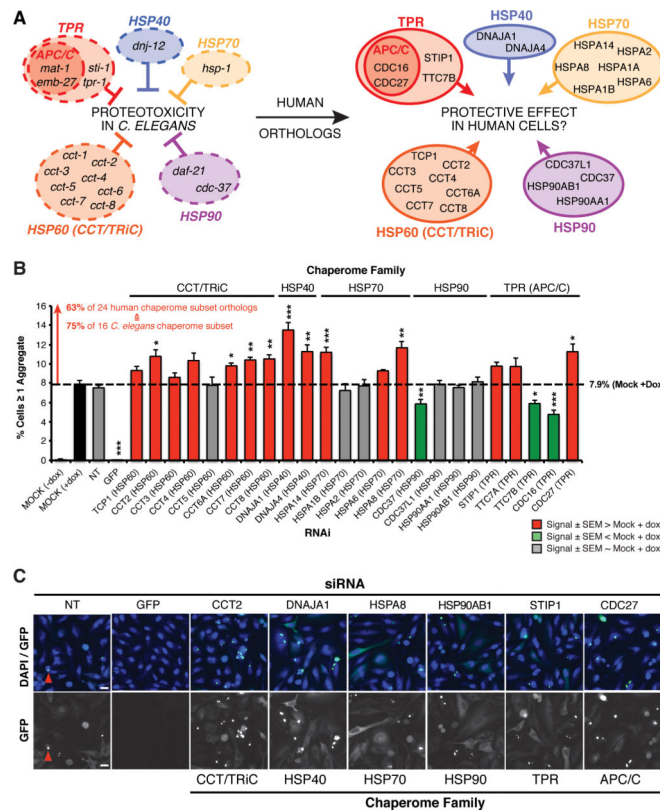 A
TPR
APC/C
mat-1
emb-27
sti-1
tpr-1
HSP40
dnj-12
HSP70
hsp-1
PROTEOTOXICITY
IN C. ELEGANS
cct-1
cct-2
cct-3
cct-4
cct-5
cct-6
cct-7
cct-8
HSP60 (CCT/TRiC)
daf-21
cdc-37
HSP90
HUMAN
ORTHOLOGS
TPR
APC/C
CDC16
CDC27
STIP1
TTC7B
HSP40
DNAJA1
DNAJA4
HSP70
HSPA14
HSPA2
HSPA8
HSPA1A
HSPA6
HSPA1B
PROTECTIVE EFFECT
IN HUMAN CELLS?
TCP1
CCT2
CCT3
CCT4
CCT5
CCT6A
CCT7
CCT8
HSP60 (CCT/TRiC)
CDC37L1
CDC37
HSP90AB1
HSP90AA1
HSP90
B
Chaperome Family
CCT/TRiC
HSP40
HSP70
HSP90
TPR (APC/C)
63% of 24 human chaperome subset orthologs
≙
75% of 16 C. elegans chaperome subset
% Cells ≥ 1 Aggregate
16
14
12
10
8
6
4
2
0
*** * * ** ** *** ** *** ** ** * *** *
7.9% (Mock +Dox)
MOCK (-dox)
MOCK (+dox)
NT
GFP
TCP1 (HSP60)
CCT2 (HSP60)
CCT3 (HSP60)
CCT4 (HSP60)
CCT5 (HSP60)
CCT6A (HSP60)
CCT7 (HSP60)
CCT8 (HSP60)
DNAJA1 (HSP40)
DNAJA4 (HSP40)
HSPA14 (HSP70)
HSPA1B (HSP70)
HSPA2 (HSP70)
HSPA6 (HSP70)
HSPA8 (HSP70)
CDC37 (HSP90)
CDC37L1 (HSP90)
HSP90AA1 (HSP90)
HSP90AB1 (HSP90)
STIP1 (TPR)
TTC7A (TPR)
TTC7B (TPR)
CDC16 (TPR)
CDC27 (TPR)
RNAi
Signal ± SEM > Mock + dox
Signal ± SEM < Mock + dox
Signal ± SEM ~ Mock + dox
C
siRNA
NT
GFP
CCT2
DNAJA1
HSPA8
HSP90AB1
STIP1
CDC27
DAPI / GFP
GFP
CCT/TRiC
HSP40
HSP70
HSP90
TPR
APC/C
Chaperome Family